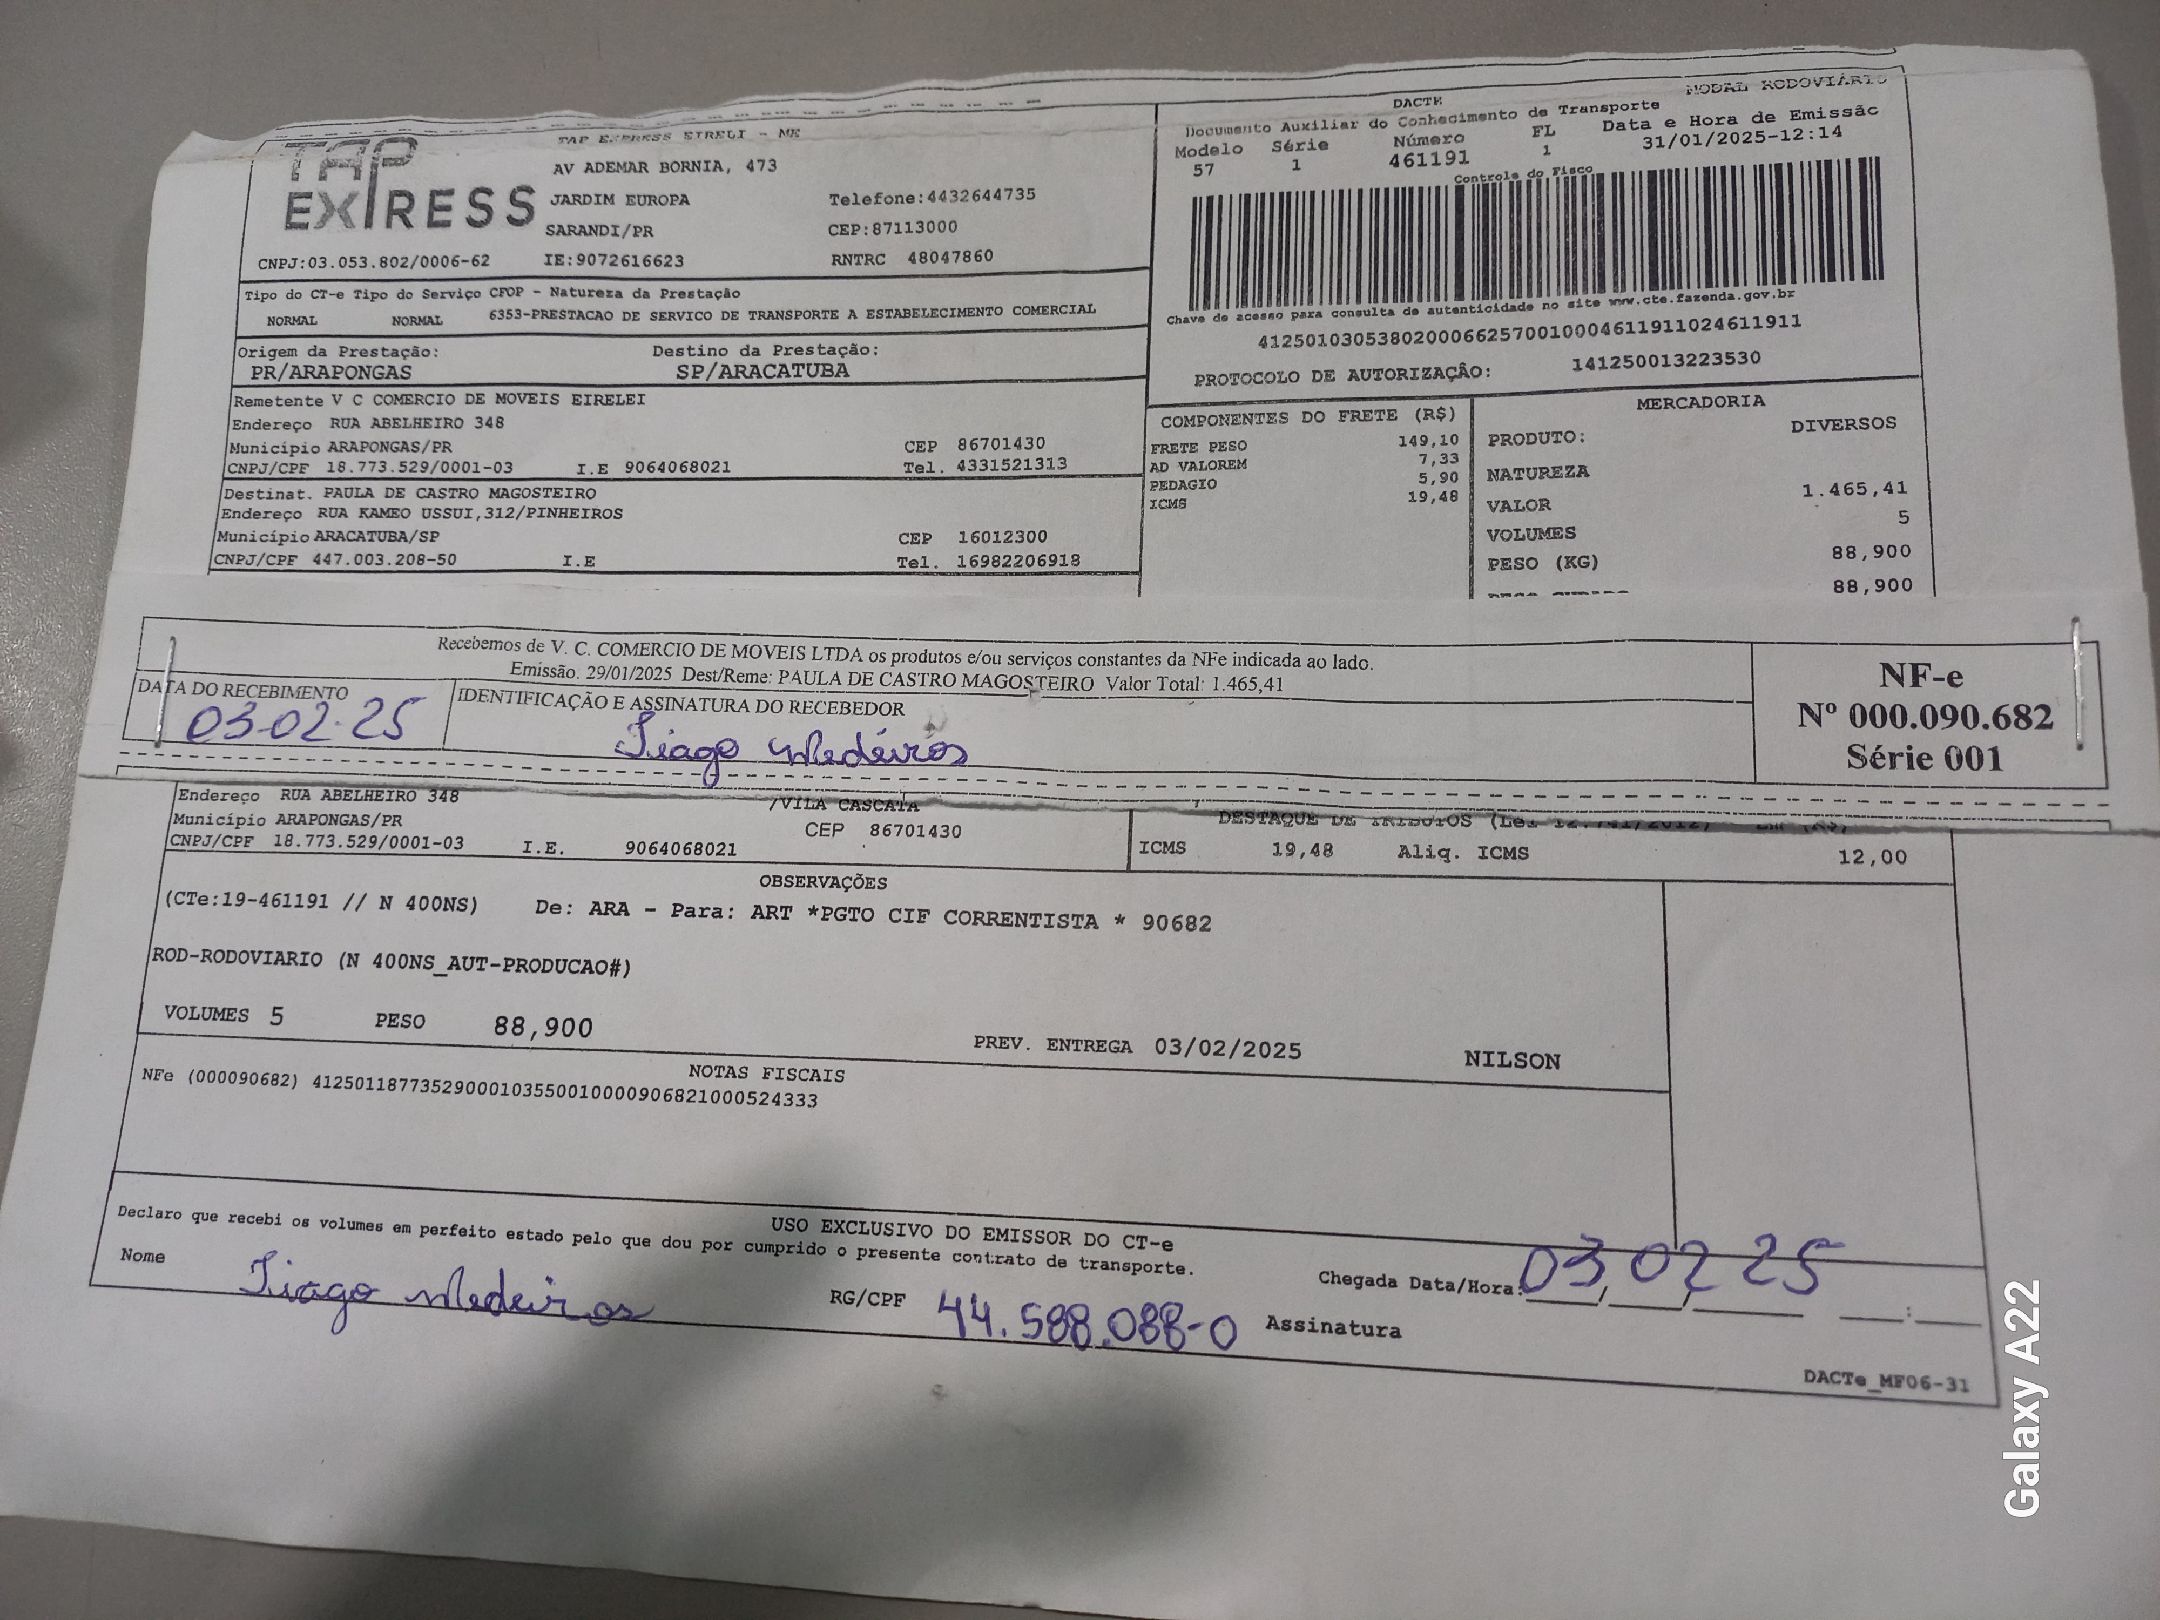 TAP EXPRESS
TAP EXPRESS EIRELI - ME
AV ADEMAR BORNIA, 473
JARDIM EUROPA Telefone:4432644735
SARANDI/PR CEP:87113000
CNPJ:03.053.802/0006-62 IE:9072616623 RNTRC 48047860
Tipo do CT-e Tipo do Serviço CFOP - Natureza da Prestação
NORMAL NORMAL 6353-PRESTACAO DE SERVICO DE TRANSPORTE A ESTABELECIMENTO COMERCIAL
Origem da Prestação: Destino da Prestação:
PR/ARAPONGAS SP/ARACATUBA
Remetente V C COMERCIO DE MOVEIS EIRELEI
Endereço RUA ABELHEIRO 348
Município ARAPONGAS/PR CEP 86701430
CNPJ/CPF 18.773.529/0001-03 I.E 9064068021 Tel. 4331521313
Destinat. PAULA DE CASTRO MAGOSTEIRO
Endereço RUA KAMEO USSUI,312/PINHEIROS
Município ARACATUBA/SP CEP 16012300
CNPJ/CPF 447.003.208-50 I.E Tel. 16982206918
MODAL RODOVIÁRIO
DACTE
Documento Auxiliar do Conhecimento de Transporte
Modelo Série Número FL Data e Hora de Emissão
57 1 461191 1 31/01/2025-12:14
Controle do Fisco
Chave de acesso para consulta de autenticidade no site www.cte.fazenda.gov.br
41250103053802000662570010004611911024611911
PROTOCOLO DE AUTORIZAÇÃO: 141250013223530
COMPONENTES DO FRETE (R$)
FRETE PESO 149,10
AD VALOREM 7,33
PEDAGIO 5,90
ICMS 19,48
MERCADORIA
PRODUTO: DIVERSOS
NATUREZA
VALOR 1.465,41
VOLUMES 5
PESO (KG) 88,900
88,900
Recebemos de V. C. COMERCIO DE MOVEIS LTDA os produtos e/ou serviços constantes da NFe indicada ao lado.
Emissão. 29/01/2025 Dest/Reme: PAULA DE CASTRO MAGOSTEIRO Valor Total: 1.465,41
DATA DO RECEBIMENTO IDENTIFICAÇÃO E ASSINATURA DO RECEBEDOR
03-02-25 Tiago Medeiros
NF-e
Nº 000.090.682
Série 001
Endereço RUA ABELHEIRO 348 /VILA CASCATA
Município ARAPONGAS/PR CEP 86701430
CNPJ/CPF 18.773.529/0001-03 I.E. 9064068021
DESTAQUE DE TRIBUTOS (Lei 12.741/2012) Em (R$)
ICMS 19,48 Aliq. ICMS 12,00
OBSERVAÇÕES
(CTe:19-461191 // N 400NS) De: ARA - Para: ART *PGTO CIF CORRENTISTA * 90682
ROD-RODOVIARIO (N 400NS_AUT-PRODUCAO#)
VOLUMES 5 PESO 88,900 PREV. ENTREGA 03/02/2025 NILSON
NOTAS FISCAIS
NFe (000090682) 41250118773529000103550010000906821000524333
USO EXCLUSIVO DO EMISSOR DO CT-e
Declaro que recebi os volumes em perfeito estado pelo que dou por cumprido o presente contrato de transporte.
Nome Tiago Medeiros RG/CPF 44.588.088-0 Assinatura
Chegada Data/Hora: 03/02/25 :
DACTe_MF06-31
Galaxy A22